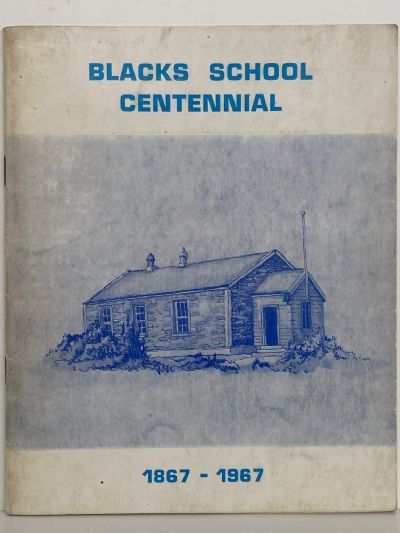 BLACKS SCHOOL
CENTENNIAL
1867 - 1967